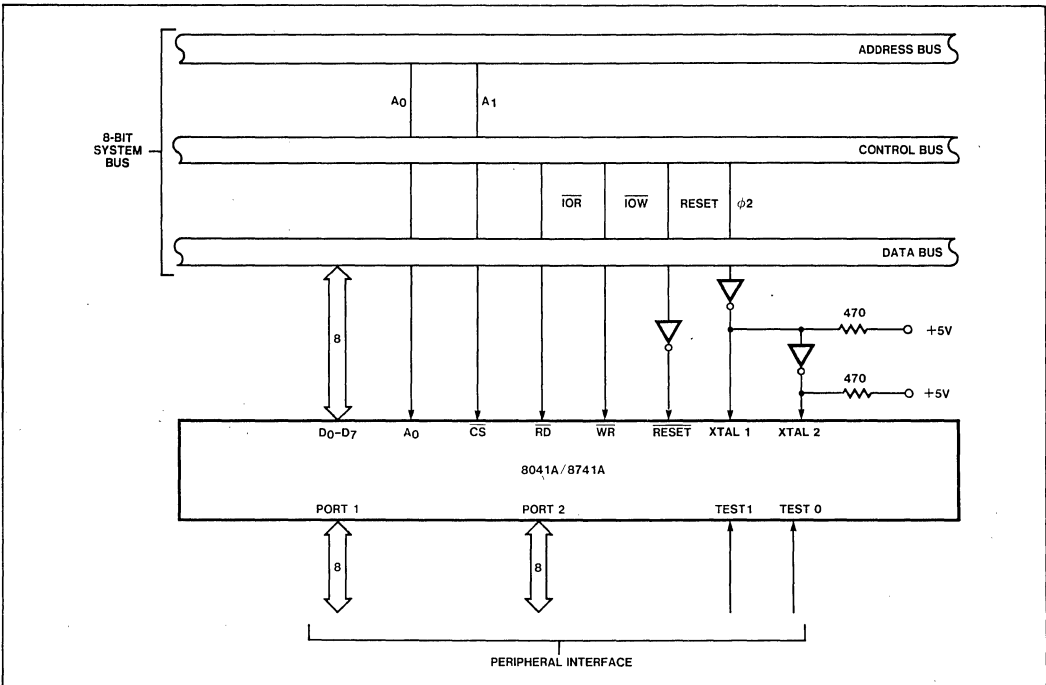 ADDRESS BUS
A0 A1
8-BIT
SYSTEM
BUS
CONTROL BUS
IOR IOW RESET ϕ2
DATA BUS
470
+5V
8
470
+5V
D0-D7 A0 CS RD WR RESET XTAL 1 XTAL 2
8041A/8741A
PORT 1 PORT 2 TEST1 TEST 0
8 8
PERIPHERAL INTERFACE